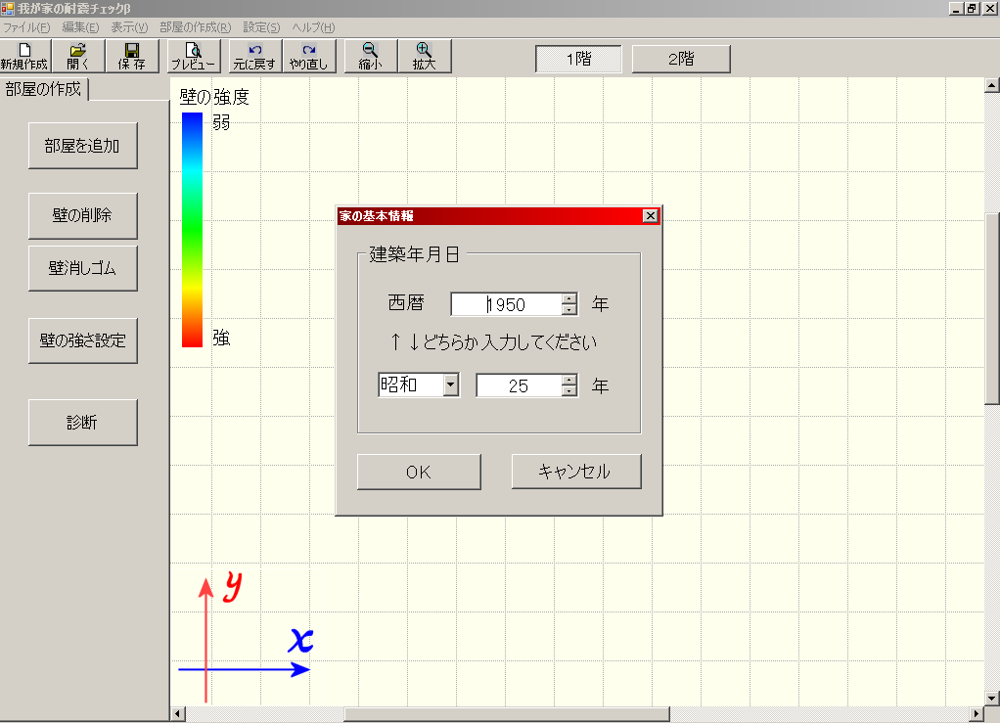 我が家の耐震チェックβ
ファイル(F) 編集(E) 表示(V) 部屋の作成(R) 設定(S) ヘルプ(H)
新規作成 開く 保存 プレビュー 元に戻す やり直し 縮小 拡大 1階 2階
部屋の作成
部屋を追加
壁の削除
壁消しゴム
壁の強さ設定
診断
壁の強度
弱
強
家の基本情報
建築年月日
西暦 1950 年
↑↓どちらか入力してください
昭和 25 年
OK キャンセル
y
x